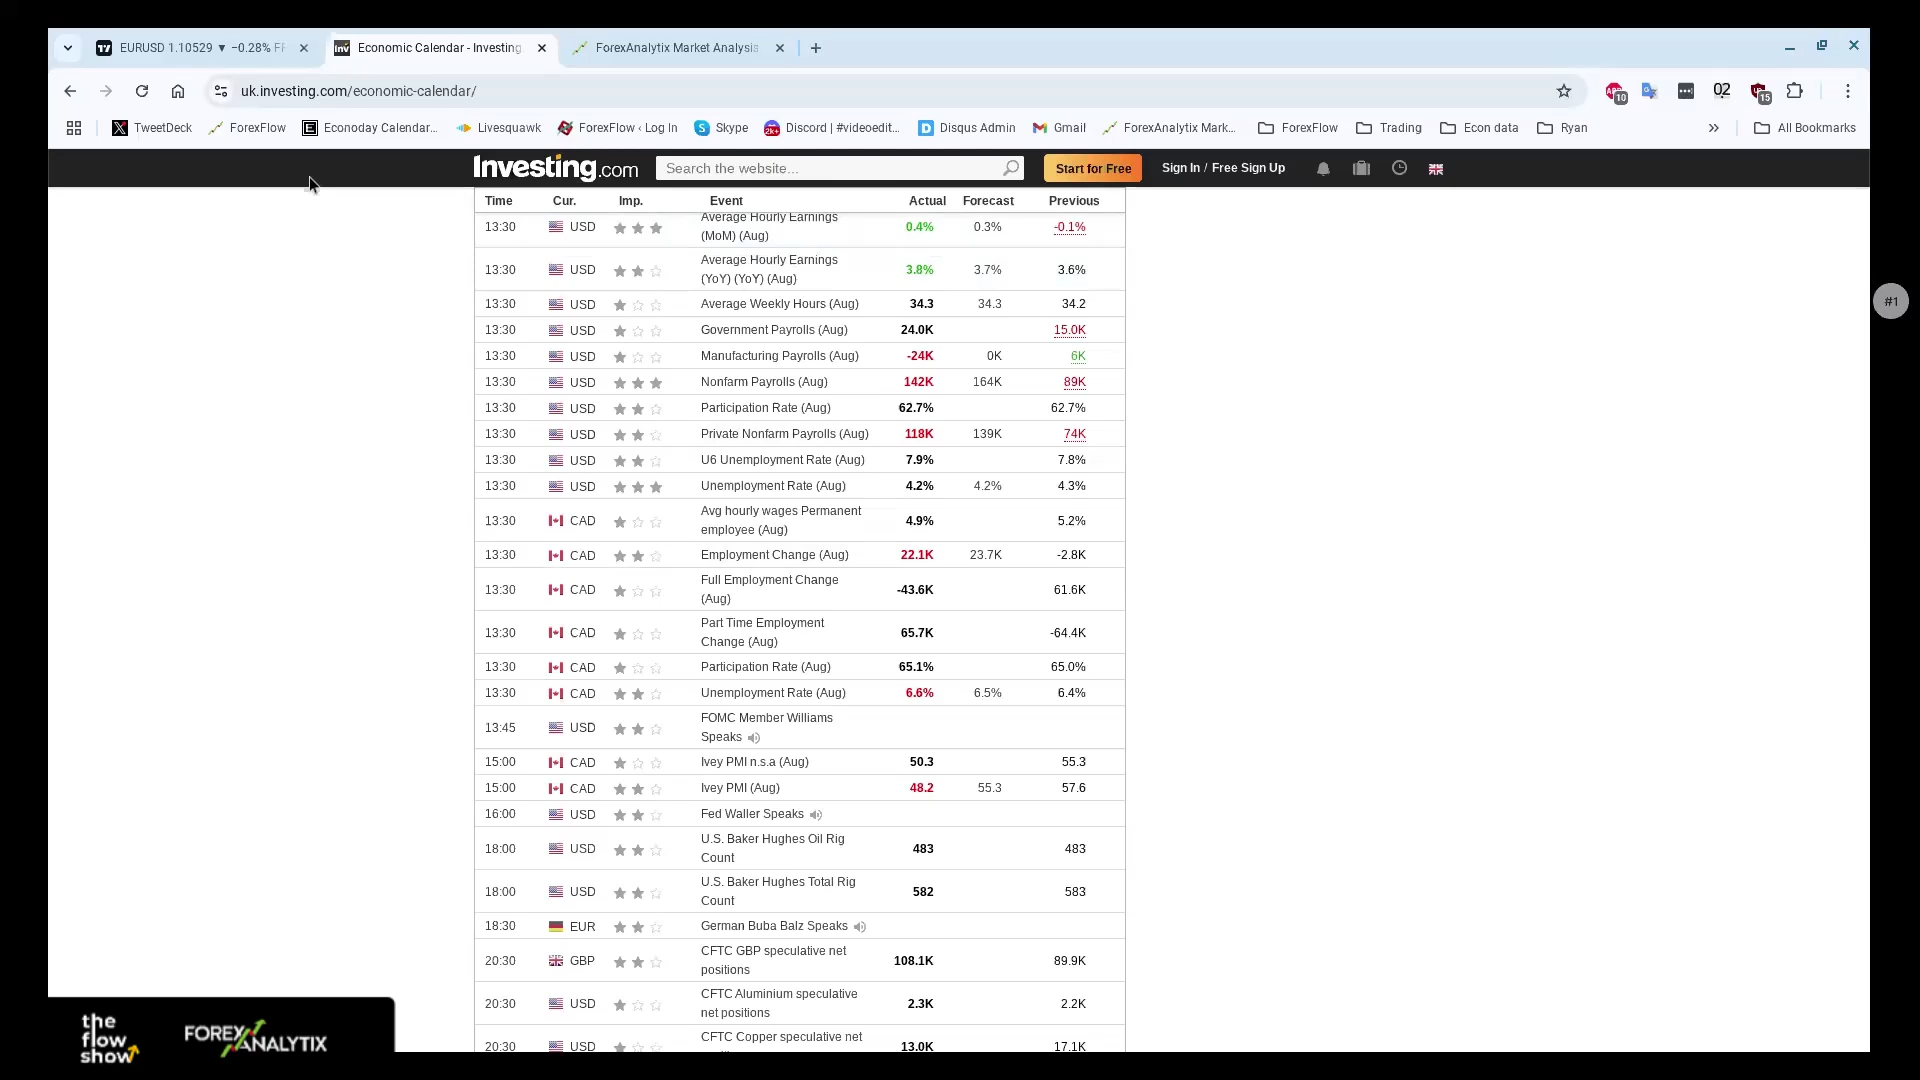 EURUSD 1.10529 ▼ −0.28%
Economic Calendar - Investing
ForexAnalytix Market Analysis
uk.investing.com/economic-calendar/
10
02
15
TweetDeck
ForexFlow
Econoday Calendar...
Livesquawk
ForexFlow ‹ Log In
Skype
Discord | #videoedit...
Disqus Admin
Gmail
ForexAnalytix Mark...
ForexFlow
Trading
Econ data
Ryan
All Bookmarks
Investing.com
Search the website...
Start for Free
Sign In / Free Sign Up
#1
Time Cur. Imp. Event Actual Forecast Previous
13:30 USD Average Hourly Earnings 0.4% 0.3% -0.1%
(MoM) (Aug)
13:30 USD Average Hourly Earnings 3.8% 3.7% 3.6%
(YoY) (YoY) (Aug)
13:30 USD Average Weekly Hours (Aug) 34.3 34.3 34.2
13:30 USD Government Payrolls (Aug) 24.0K 15.0K
13:30 USD Manufacturing Payrolls (Aug) -24K 0K 6K
13:30 USD Nonfarm Payrolls (Aug) 142K 164K 89K
13:30 USD Participation Rate (Aug) 62.7% 62.7%
13:30 USD Private Nonfarm Payrolls (Aug) 118K 139K 74K
13:30 USD U6 Unemployment Rate (Aug) 7.9% 7.8%
13:30 USD Unemployment Rate (Aug) 4.2% 4.2% 4.3%
13:30 CAD Avg hourly wages Permanent 4.9% 5.2%
employee (Aug)
13:30 CAD Employment Change (Aug) 22.1K 23.7K -2.8K
13:30 CAD Full Employment Change -43.6K 61.6K
(Aug)
13:30 CAD Part Time Employment 65.7K -64.4K
Change (Aug)
13:30 CAD Participation Rate (Aug) 65.1% 65.0%
13:30 CAD Unemployment Rate (Aug) 6.6% 6.5% 6.4%
13:45 USD FOMC Member Williams
Speaks
15:00 CAD Ivey PMI n.s.a (Aug) 50.3 55.3
15:00 CAD Ivey PMI (Aug) 48.2 55.3 57.6
16:00 USD Fed Waller Speaks
18:00 USD U.S. Baker Hughes Oil Rig 483 483
Count
18:00 USD U.S. Baker Hughes Total Rig 582 583
Count
18:30 EUR German Buba Balz Speaks
20:30 GBP CFTC GBP speculative net 108.1K 89.9K
positions
20:30 USD CFTC Aluminium speculative 2.3K 2.2K
net positions
20:30 USD CFTC Copper speculative net 13.0K 17.1K
the
flow
show
FOREX ANALYTIX